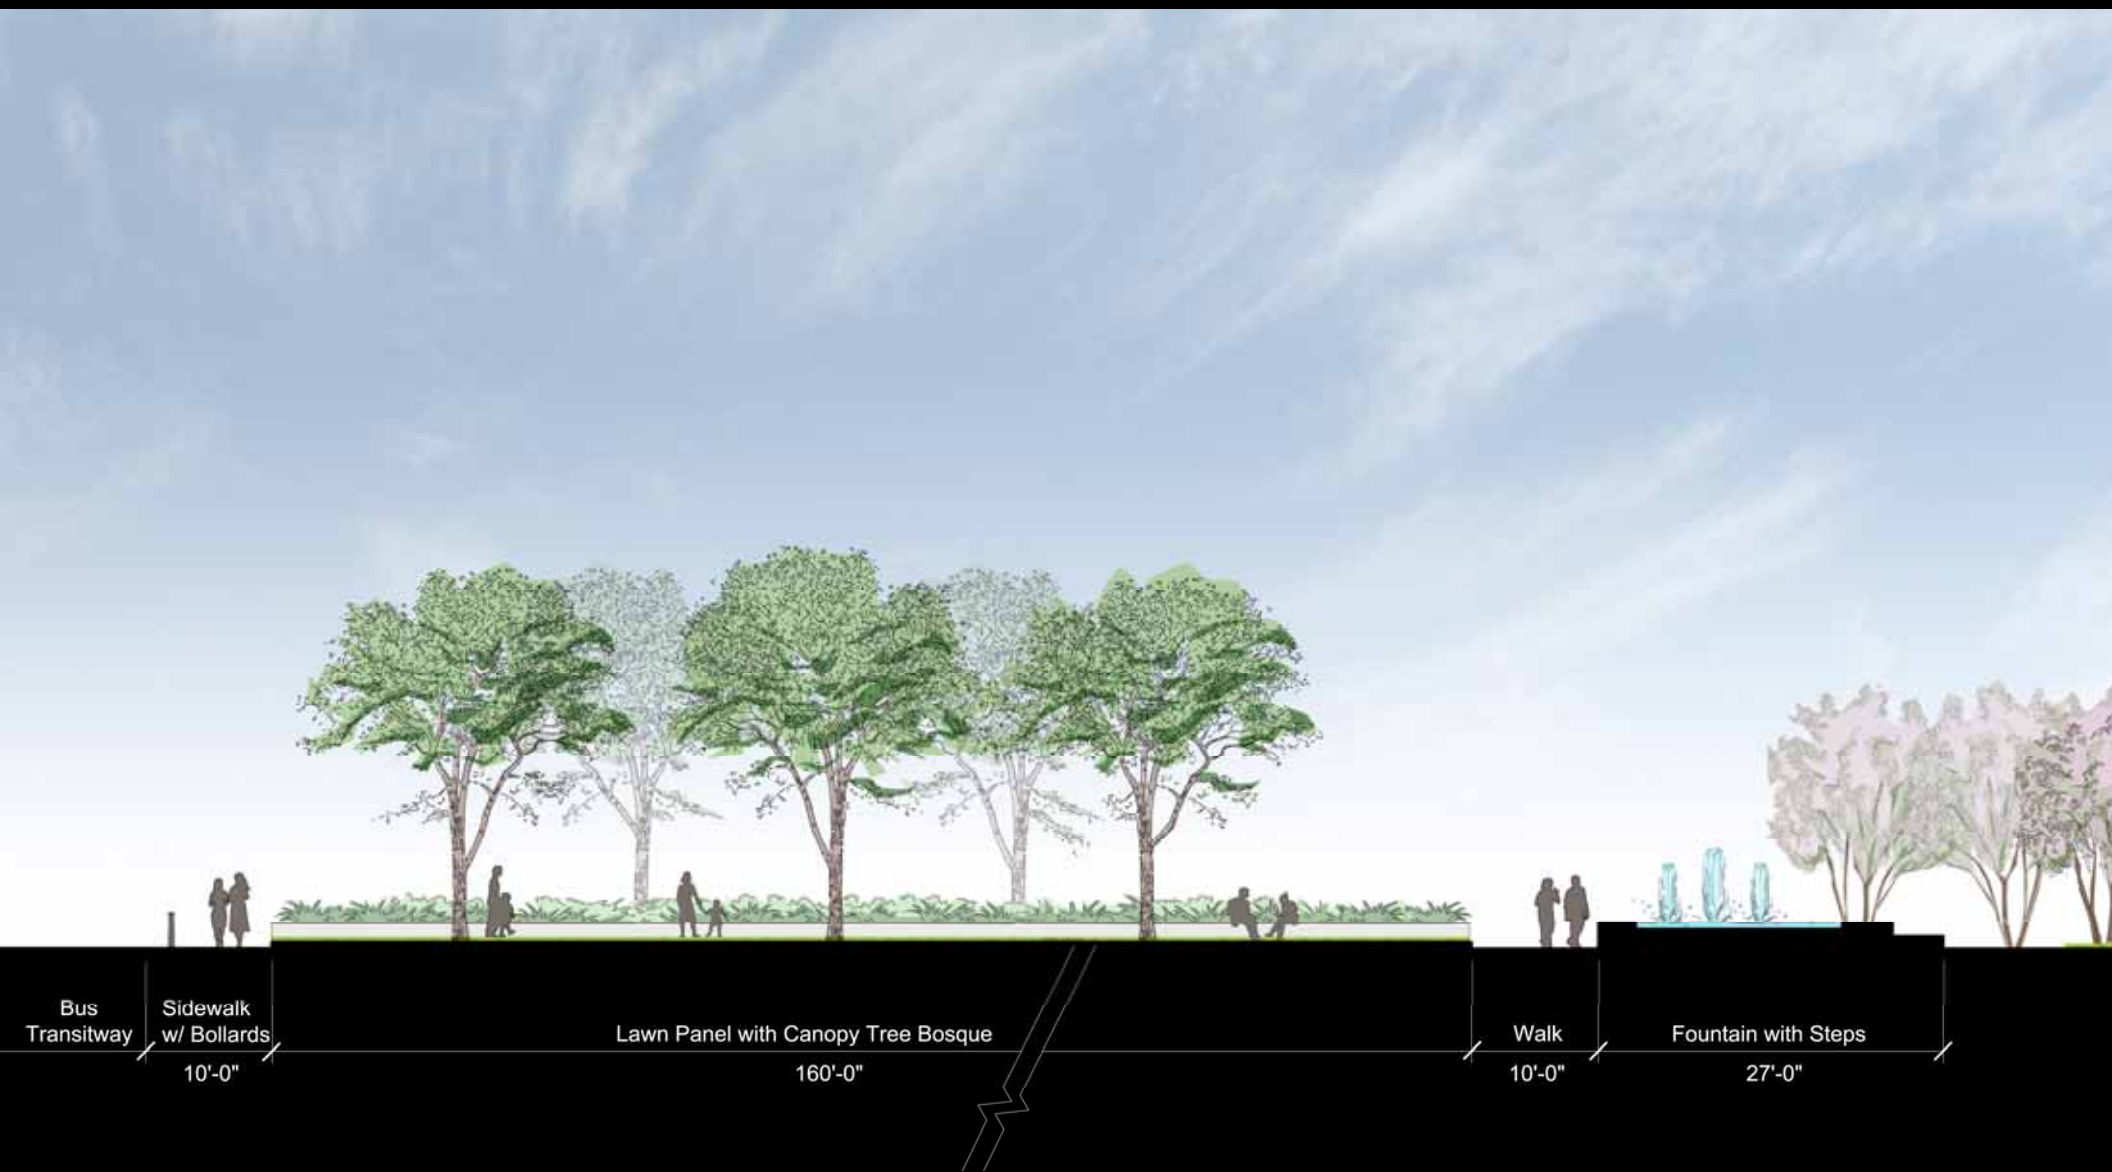 Bus
Transitway
Sidewalk
w/ Bollards
10'-0"
Lawn Panel with Canopy Tree Bosque
160'-0"
Walk
10'-0"
Fountain with Steps
27'-0"